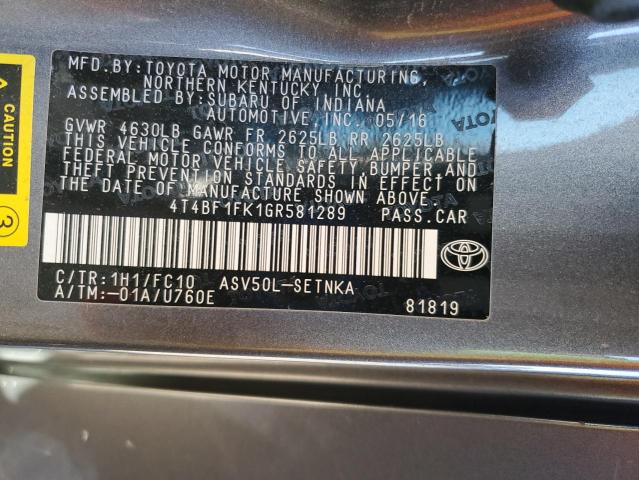 MFD.BY:TOYOTA MOTOR MANUFACTURING,
NORTHERN KENTUCKY INC
ASSEMBLED BY:SUBARU OF INDIANA
AUTOMOTIVE, INC. 05/16
GVWR 4630LB GAWR FR 2625LB RR 2625LB
THIS VEHICLE CONFORMS TO ALL APPLICABLE
FEDERAL MOTOR VEHICLE SAFETY,BUMPER,AND
THEFT PREVENTION STANDARDS IN EFFECT ON
THE DATE OF MANUFACTURE SHOWN ABOVE.
4T4BF1FK1GR581289 PASS.CAR
C/TR:1H1/FC10 ASV50L-SETNKA
A/TM:-01A/U760E 81819
CAUTION
3
TOYOTA